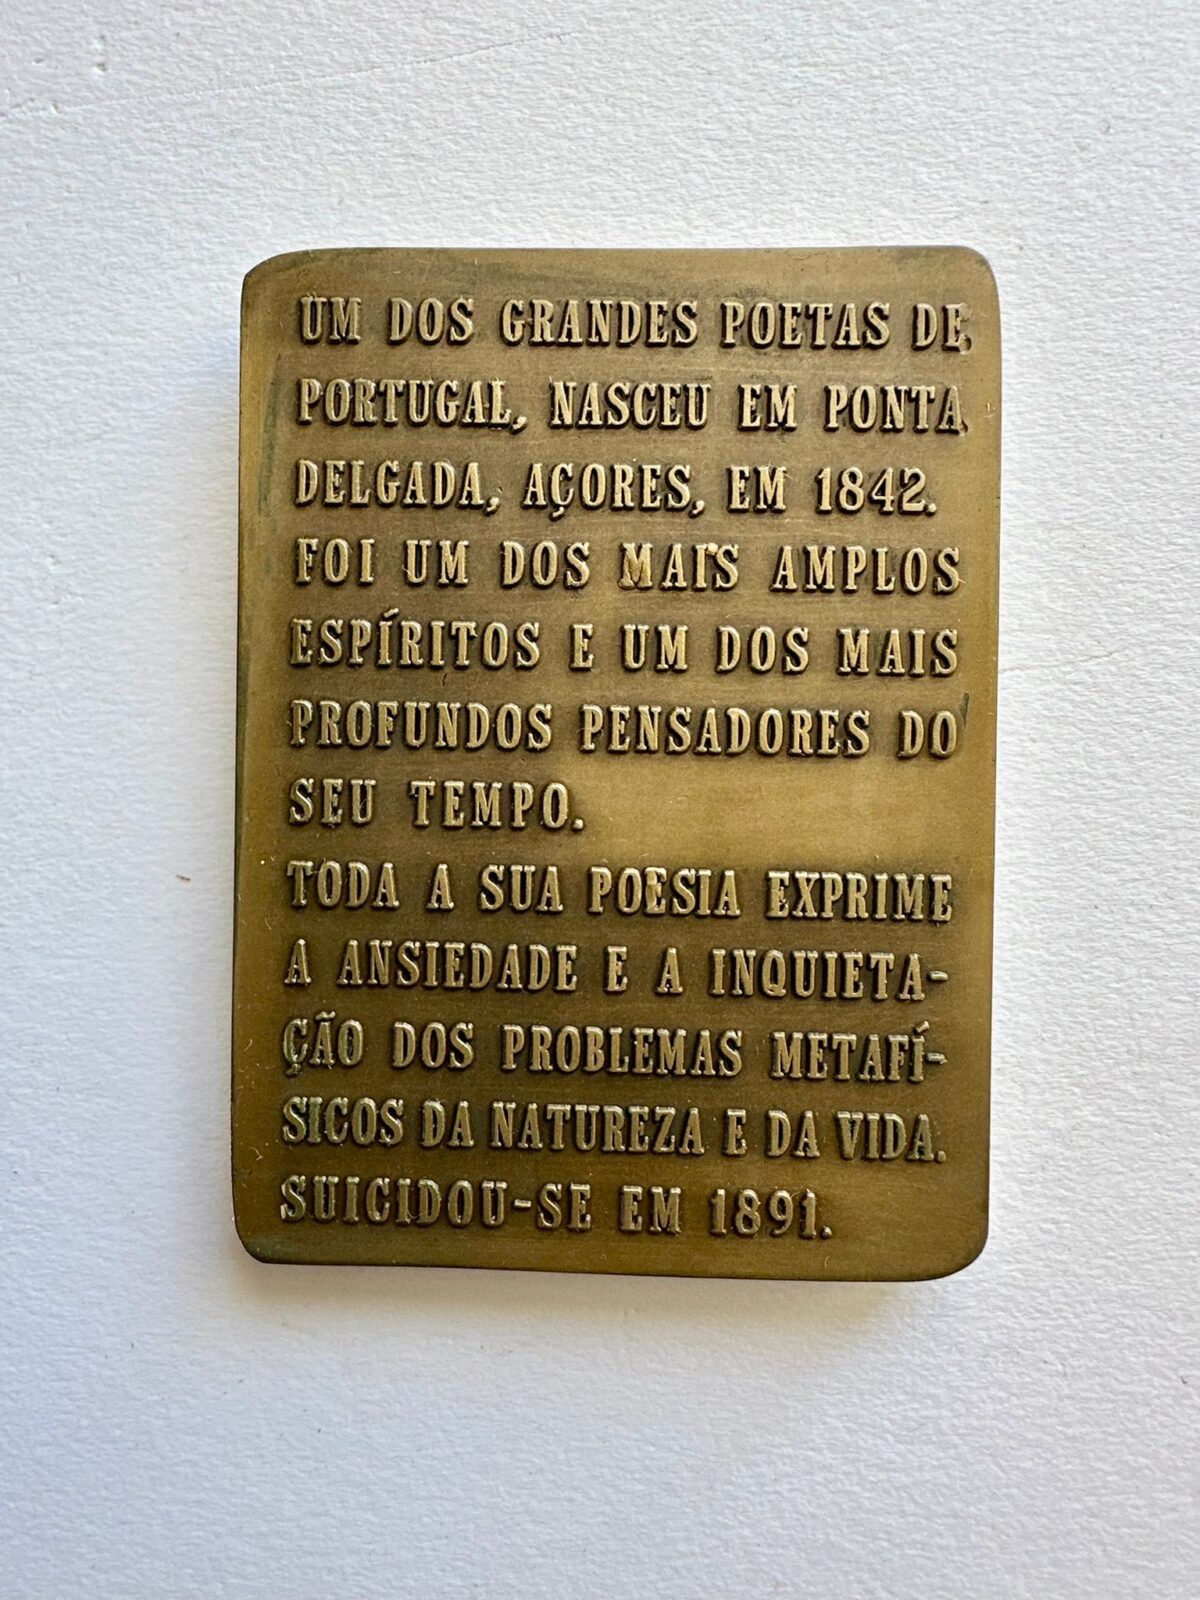 UM DOS GRANDES POETAS DE
PORTUGAL, NASCEU EM PONTA
DELGADA, AÇORES, EM 1842.
FOI UM DOS MAIS AMPLOS
ESPÍRITOS E UM DOS MAIS
PROFUNDOS PENSADORES DO
SEU TEMPO.
TODA A SUA POESIA EXPRIME
A ANSIEDADE E A INQUIETA-
ÇÃO DOS PROBLEMAS METAFÍ-
SICOS DA NATUREZA E DA VIDA.
SUICIDOU-SE EM 1891.